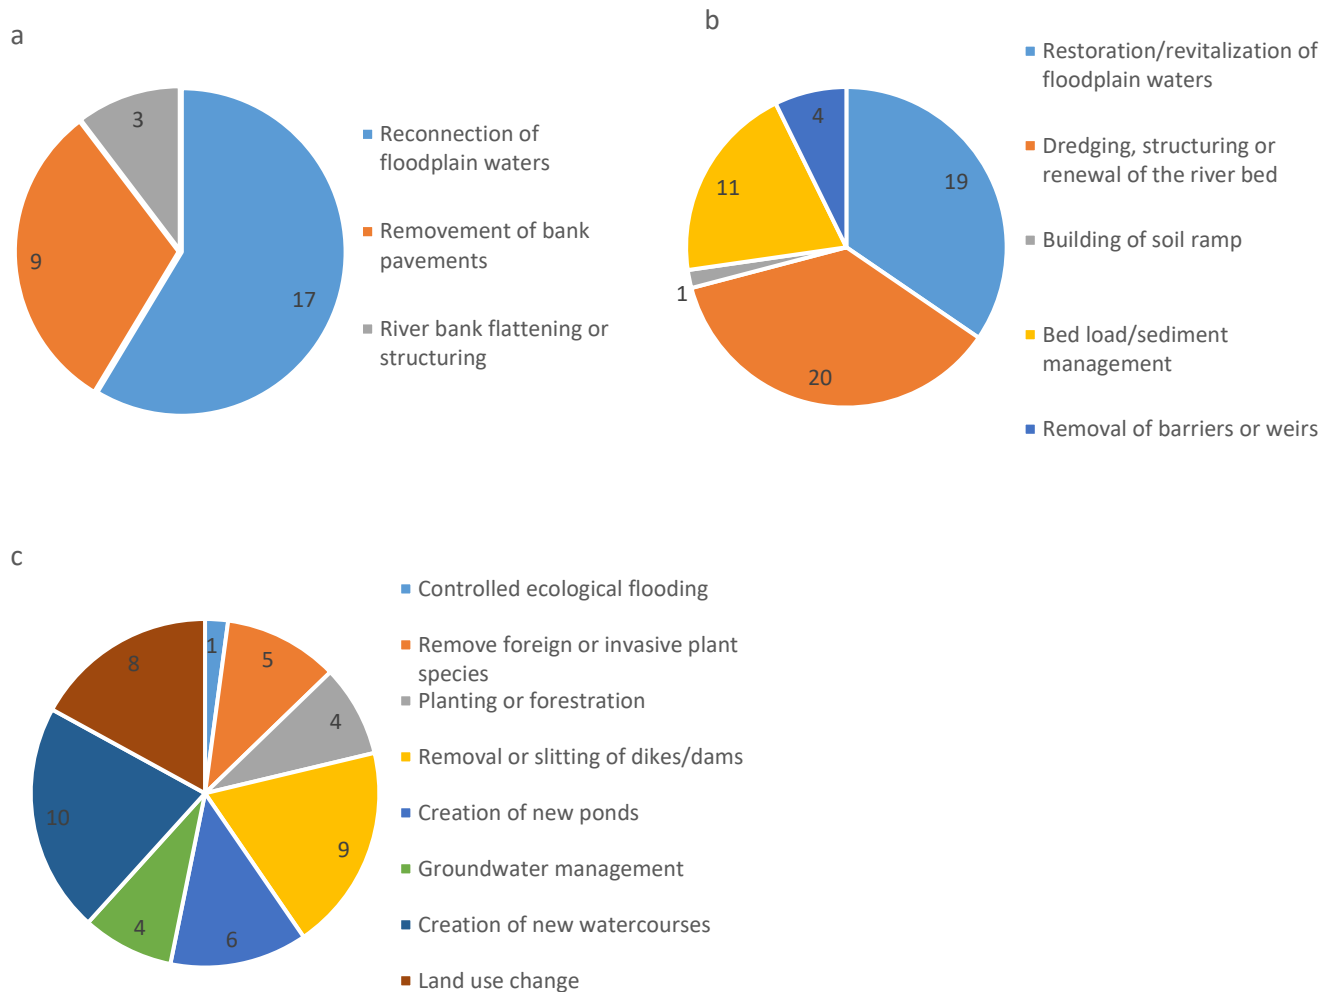 a
3
9
17
Reconnection of
floodplain waters
Removement of bank
pavements
River bank flattening or
structuring
b
4
19
11
1
20
Restoration/revitalization of
floodplain waters
Dredging, structuring or
renewal of the river bed
Building of soil ramp
Bed load/sediment
management
Removal of barriers or weirs
c
1
5
8
4
10
9
4
6
Controlled ecological flooding
Remove foreign or invasive plant
species
Planting or forestration
Removal or slitting of dikes/dams
Creation of new ponds
Groundwater management
Creation of new watercourses
Land use change